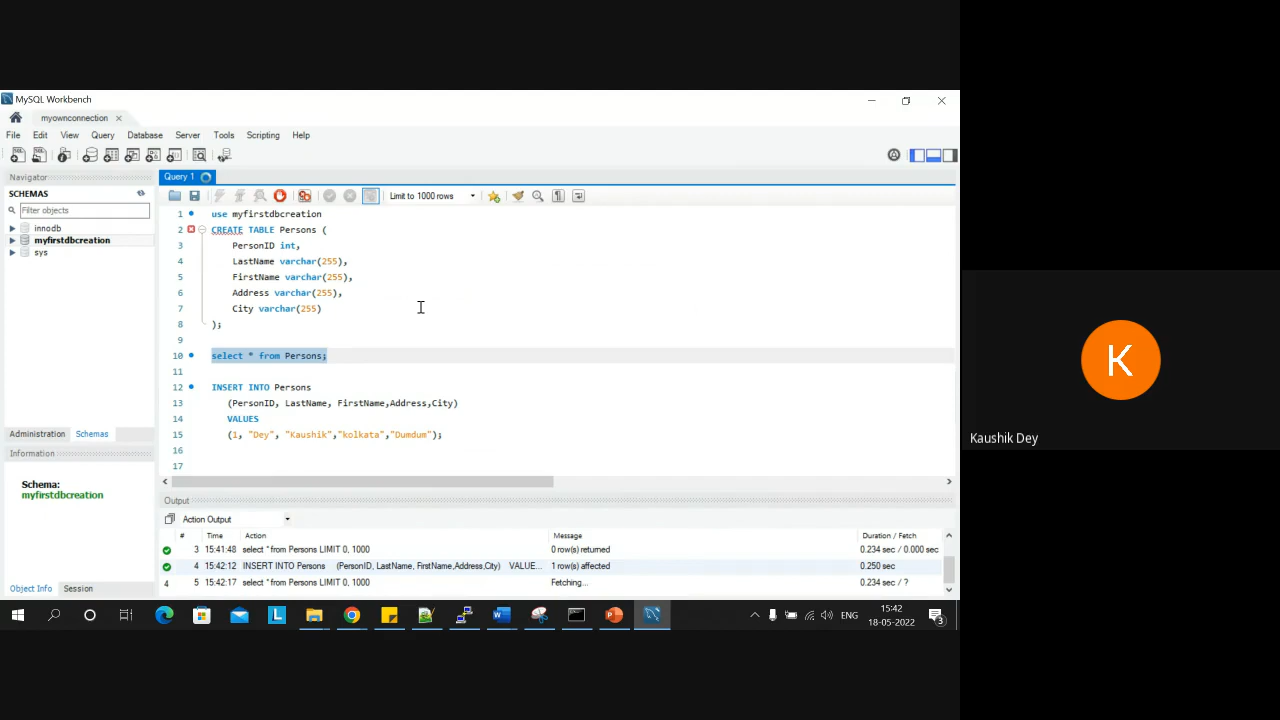 MySQL Workbench
myownconnection
File Edit View Query Database Server Tools Scripting Help
Navigator
SCHEMAS
Filter objects
innodb
myfirstdbcreation
sys
Administration Schemas
Information
Schema:
myfirstdbcreation
Object Info Session
Query 1
Limit to 1000 rows
1 use myfirstdbcreation
2 CREATE TABLE Persons (
3 PersonID int,
4 LastName varchar(255),
5 FirstName varchar(255),
6 Address varchar(255),
7 City varchar(255)
8 );
9
10 select * from Persons;
11
12 INSERT INTO Persons
13 (PersonID, LastName, FirstName,Address,City)
14 VALUES
15 (1, "Dey", "Kaushik","kolkata","Dumdum");
16
17
Output
Action Output
# Time Action Message Duration / Fetch
3 15:41:48 select * from Persons LIMIT 0, 1000 0 row(s) returned 0.234 sec / 0.000 sec
4 15:42:12 INSERT INTO Persons (PersonID, LastName, FirstName,Address,City) VALUE... 1 row(s) affected 0.250 sec
4 5 15:42:17 select * from Persons LIMIT 0, 1000 Fetching... 0.234 sec / ?
ENG
15:42
18-05-2022
3
K
Kaushik Dey